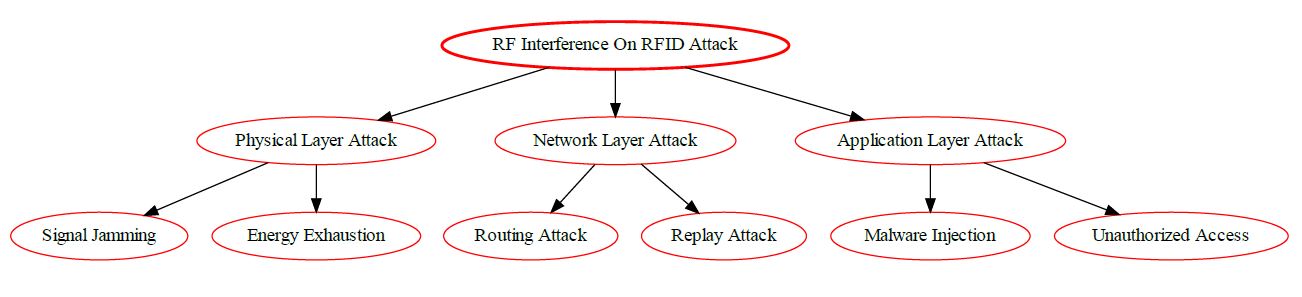 RF Interference On RFID Attack
Physical Layer Attack
Network Layer Attack
Application Layer Attack
Signal Jamming
Energy Exhaustion
Routing Attack
Replay Attack
Malware Injection
Unauthorized Access